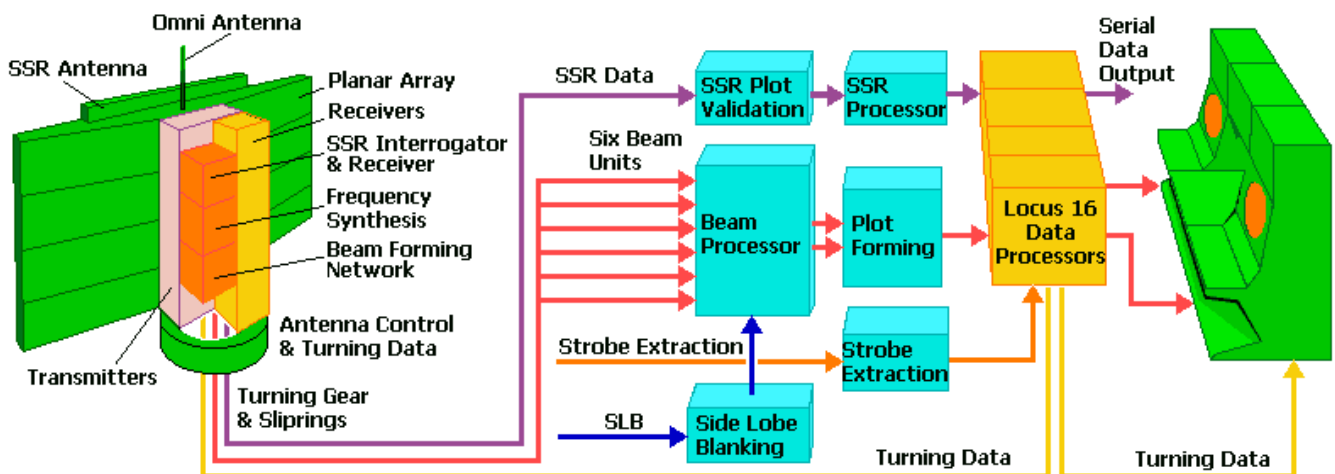 Omni Antenna
SSR Antenna
Planar Array
Receivers
SSR Interrogator
& Receiver
Frequency
Synthesis
Beam Forming
Network
Antenna Control
& Turning Data
Transmitters
Turning Gear
& Sliprings
SSR Data
SSR Plot
Validation
SSR
Processor
Serial
Data
Output
Six Beam
Units
Beam
Processor
Plot
Forming
Locus 16
Data
Processors
Strobe Extraction
Strobe
Extraction
SLB
Side Lobe
Blanking
Turning Data
Turning Data